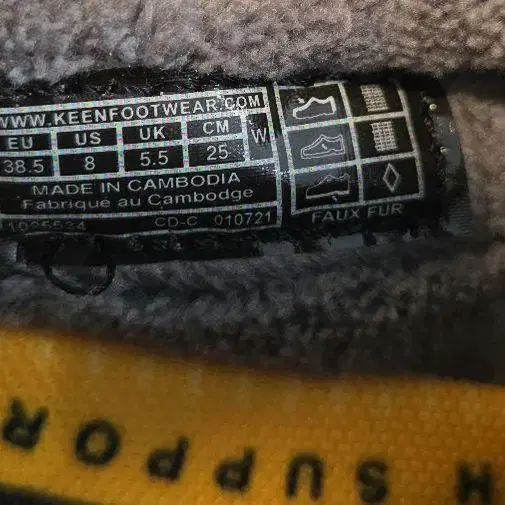 WWW.KEENFOOTWEAR.COM
EU US UK CM W
38.5 8 5.5 25
MADE IN CAMBODIA
Fabriqué au Cambodge
1025534 CD-C 010721
FAUX FUR
H SUPPOR